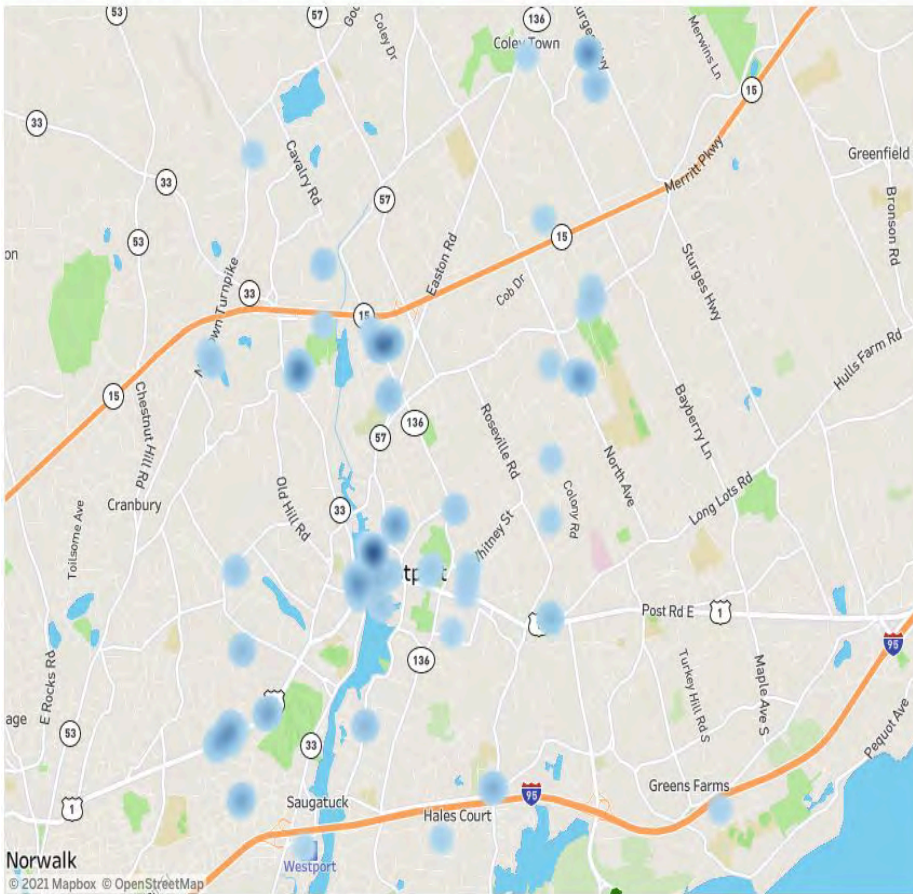 53
57
136
Coley Dr
Coley Town
Merwins Ln
15
33
Greenfield
Cavalry Rd
33
Merritt Pkwy
57
Bronson Rd
53
15
on
Easton Rd
Sturges Hwy
33
Cob Dr
15
Hulls Farm Rd
15
Chestnut Hill Rd
136
57
Roseville Rd
Bayberry Ln
North Ave
Old Hill Rd
33
Colony Rd
Long Lots Rd
Cranbury
Toilsome Ave
Whitney St
Post Rd E
1
95
136
E Rocks Rd
Turkey Hill Rd S
Maple Ave S
age
53
33
Pequot Ave
Greens Farms
1
Saugatuck
95
Hales Court
Norwalk
Westport
© 2021 Mapbox © OpenStreetMap